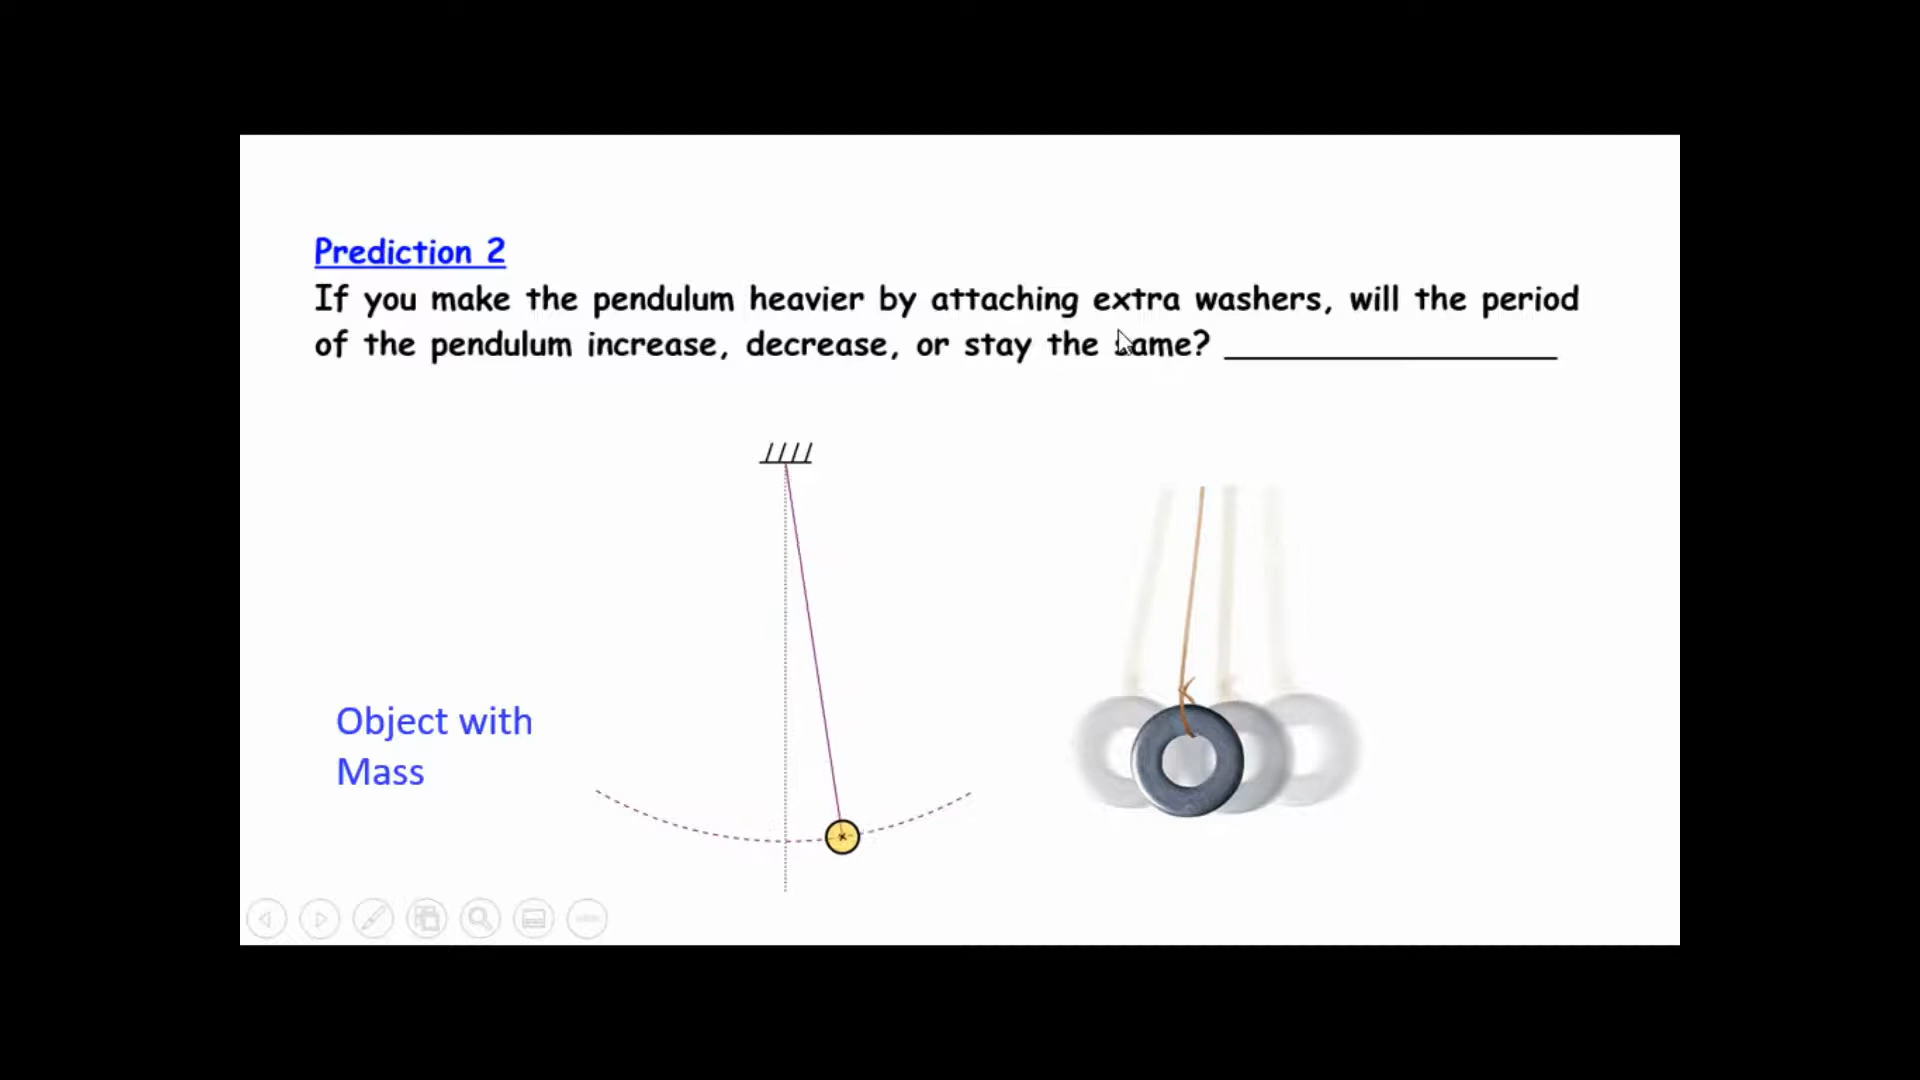 Prediction 2
If you make the pendulum heavier by attaching extra washers, will the period
of the pendulum increase, decrease, or stay the same? ____________________
Object with
Mass